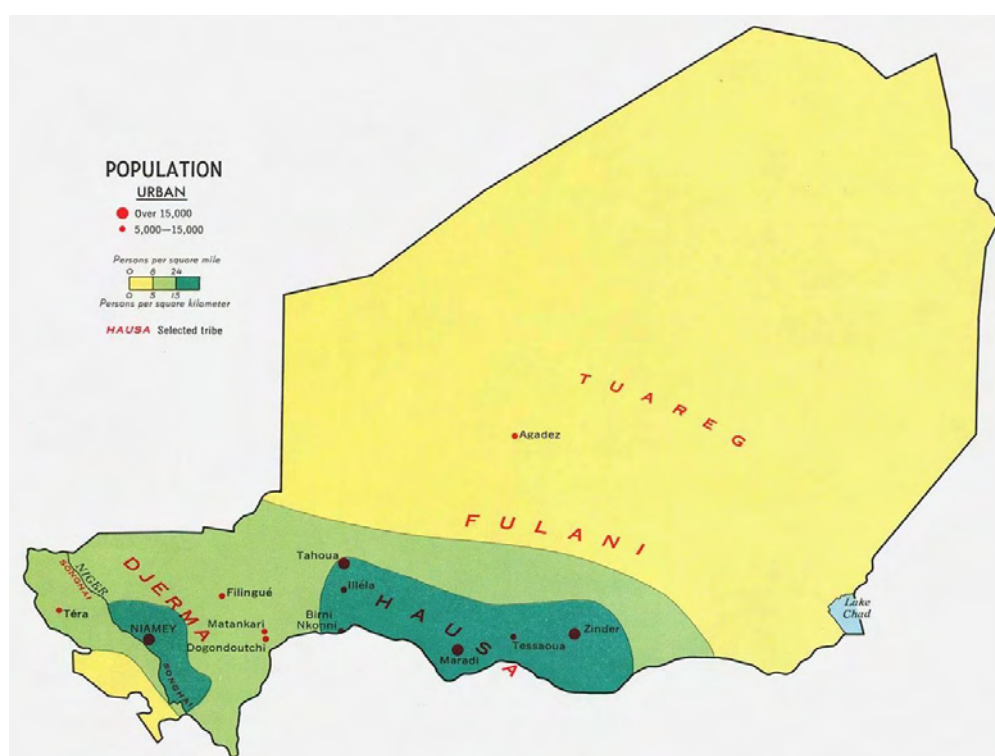 POPULATION
URBAN
Over 15,000
5,000—15,000
Persons per square mile
0 6 24
0 5 15
Persons per square kilometer
HAUSA Selected tribe
TUAREG
Agadez
FULANI
Tahoua
Illéla
Birni
Nkonni
HAUSA
Tessaoua
Zinder
Maradi
Lake
Chad
SONGHAI
NIGER
DJERMA
Téra
Filingué
NIAMEY
Matankari
Dogondoutchi
SONGHAI